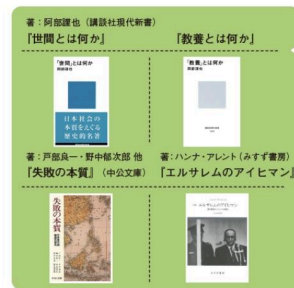 著：阿部謹也（講談社現代新書）
『世間とは何か』
『教養とは何か』
「世間」とは何か
阿部謹也
日本社会の
本質をえぐる
歴史的名著
「教養」とは何か
阿部謹也
著：戸部良一・野中郁次郎 他
『失敗の本質』（中公文庫）
著：ハンナ・アレント（みすず書房）
『エルサレムのアイヒマン』
失敗の本質
エルサレムのアイヒマン